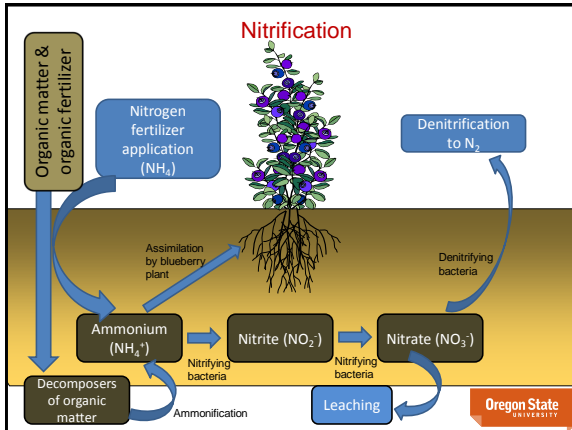 Nitrification
Organic matter &
organic fertilizer
Nitrogen
fertilizer
application
(NH₄)
Denitrification
to N₂
Assimilation
by blueberry
plant
Denitrifying
bacteria
Ammonium
(NH₄⁺)
Nitrifying
bacteria
Nitrite (NO₂⁻)
Nitrifying
bacteria
Nitrate (NO₃⁻)
Decomposers
of organic
matter
Ammonification
Leaching
Oregon State
UNIVERSITY